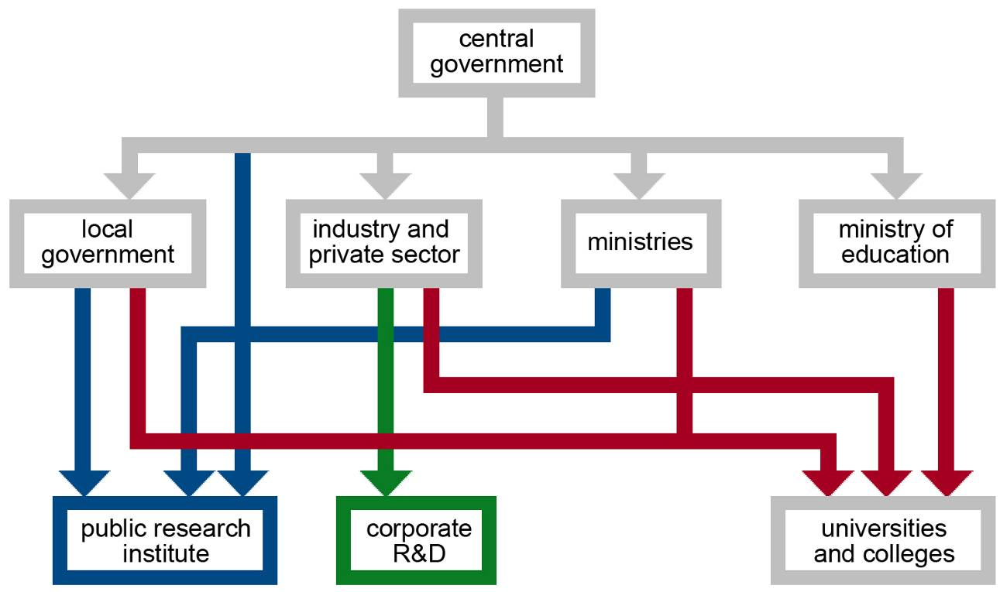 central
government
local
government
industry and
private sector
ministries
ministry of
education
public research
institute
corporate
R&D
universities
and colleges